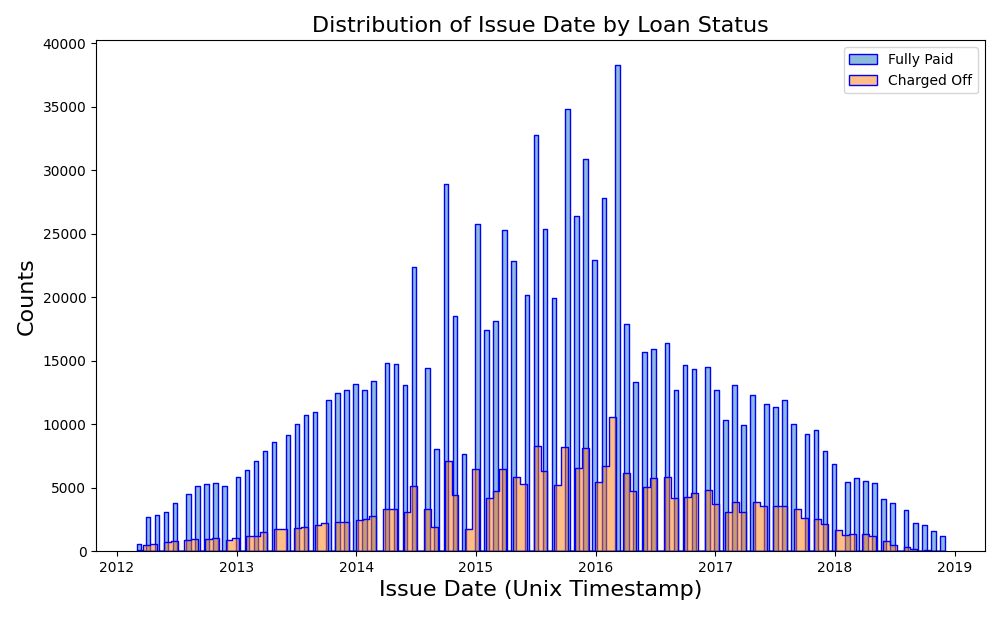 Distribution of Issue Date by Loan Status
Counts
40000
35000
30000
25000
20000
15000
10000
5000
0
Fully Paid
Charged Off
2012 2013 2014 2015 2016 2017 2018 2019
Issue Date (Unix Timestamp)